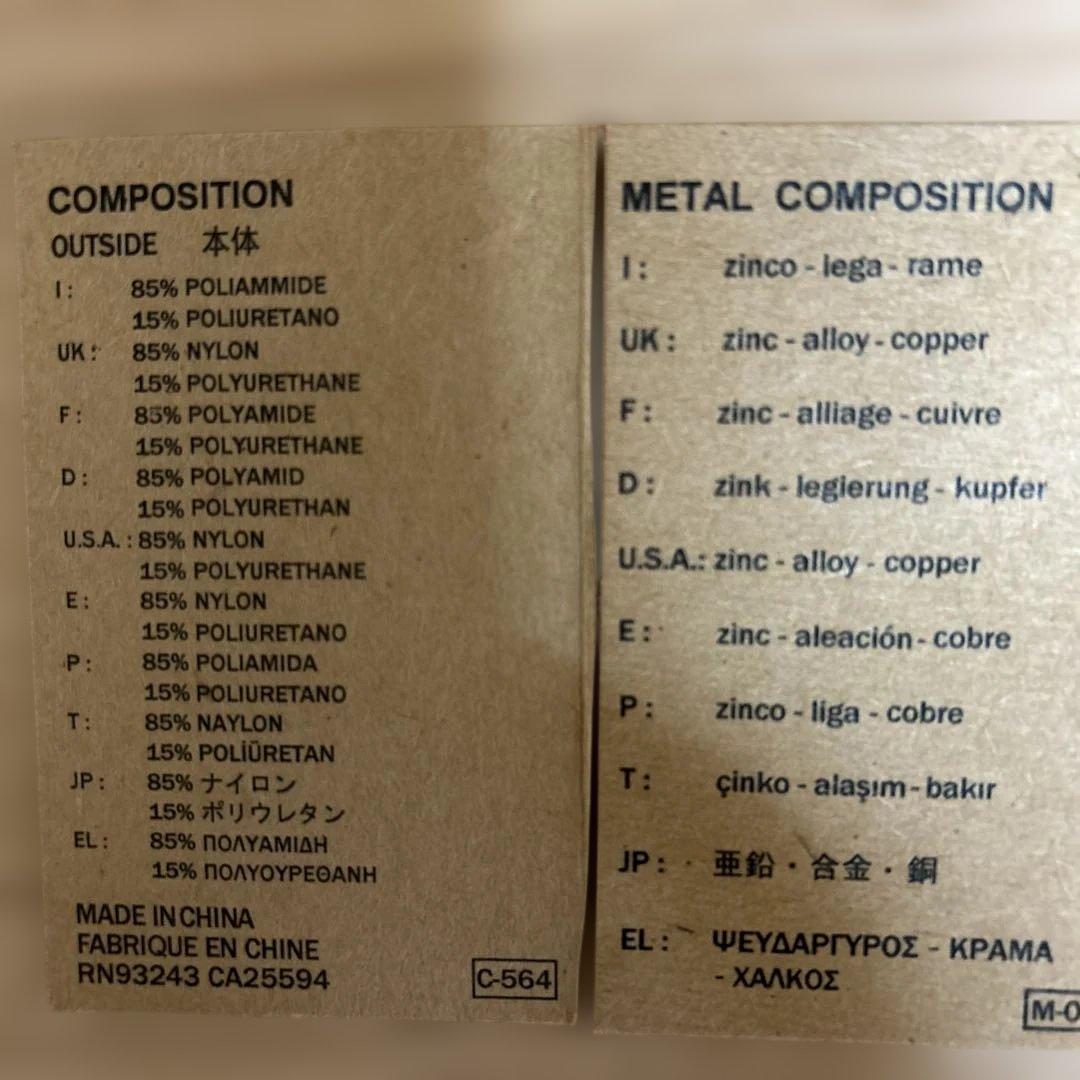 COMPOSITION
OUTSIDE 本体
I: 85% POLIAMMIDE
15% POLIURETANO
UK: 85% NYLON
15% POLYURETHANE
F: 85% POLYAMIDE
15% POLYURETHANE
D: 85% POLYAMID
15% POLYURETHAN
U.S.A.: 85% NYLON
15% POLYURETHANE
E: 85% NYLON
15% POLIURETANO
P: 85% POLIAMIDA
15% POLIURETANO
T: 85% NAYLON
15% POLİÜRETAN
JP: 85% ナイロン
15% ポリウレタン
EL: 85% ΠΟΛΥΑΜΙΔΗ
15% ΠΟΛΥΟΥΡΕΘΑΝΗ
MADE IN CHINA
FABRIQUE EN CHINE
RN93243 CA25594
C-564
METAL COMPOSITION
I: zinco - lega - rame
UK: zinc - alloy - copper
F: zinc - alliage - cuivre
D: zink - legierung - kupfer
U.S.A.: zinc - alloy - copper
E: zinc - aleación - cobre
P: zinco - liga - cobre
T: çinko - alaşım - bakır
JP: 亜鉛・合金・銅
EL: ΨΕΥΔΑΡΓΥΡΟΣ - ΚΡΑΜΑ
- ΧΑΛΚΟΣ
M-0